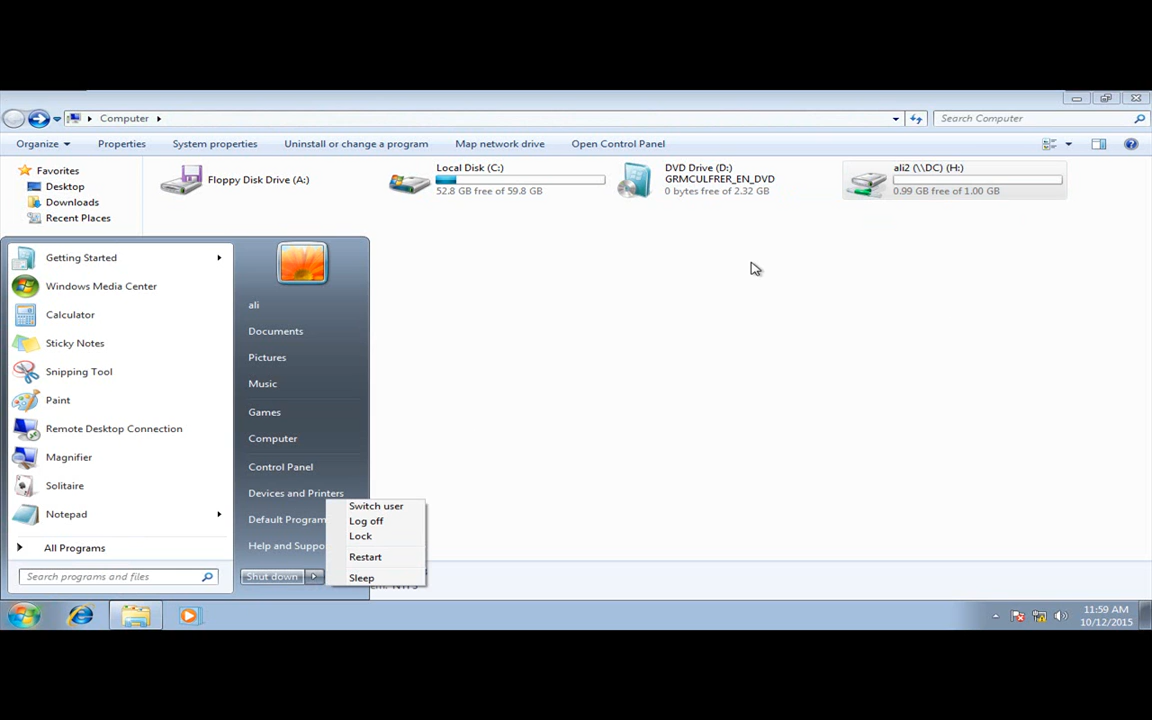 Computer
Search Computer
Organize
Properties
System properties
Uninstall or change a program
Map network drive
Open Control Panel
Favorites
Desktop
Downloads
Recent Places
Floppy Disk Drive (A:)
Local Disk (C:)
52.8 GB free of 59.8 GB
DVD Drive (D:)
GRMCULFRER_EN_DVD
0 bytes free of 2.32 GB
ali2 (\\DC) (H:)
0.99 GB free of 1.00 GB
Getting Started
Windows Media Center
Calculator
Sticky Notes
Snipping Tool
Paint
Remote Desktop Connection
Magnifier
Solitaire
Notepad
All Programs
Search programs and files
ali
Documents
Pictures
Music
Games
Computer
Control Panel
Devices and Printers
Default Program
Help and Suppo
Shut down
Switch user
Log off
Lock
Restart
Sleep
11:59 AM
10/12/2015